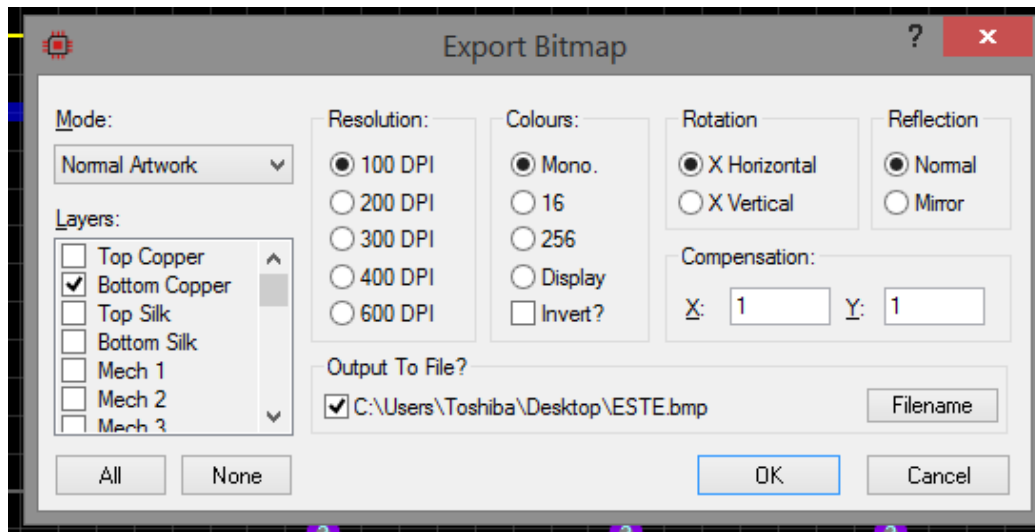 Export Bitmap
?
x
Mode:
Normal Artwork
Layers:
Top Copper
Bottom Copper
Top Silk
Bottom Silk
Mech 1
Mech 2
Mech 3
All
None
Resolution:
100 DPI
200 DPI
300 DPI
400 DPI
600 DPI
Colours:
Mono.
16
256
Display
Invert?
Rotation
X Horizontal
X Vertical
Reflection
Normal
Mirror
Compensation:
X: 1
Y: 1
Output To File?
C:\Users\Toshiba\Desktop\ESTE.bmp
Filename
OK
Cancel